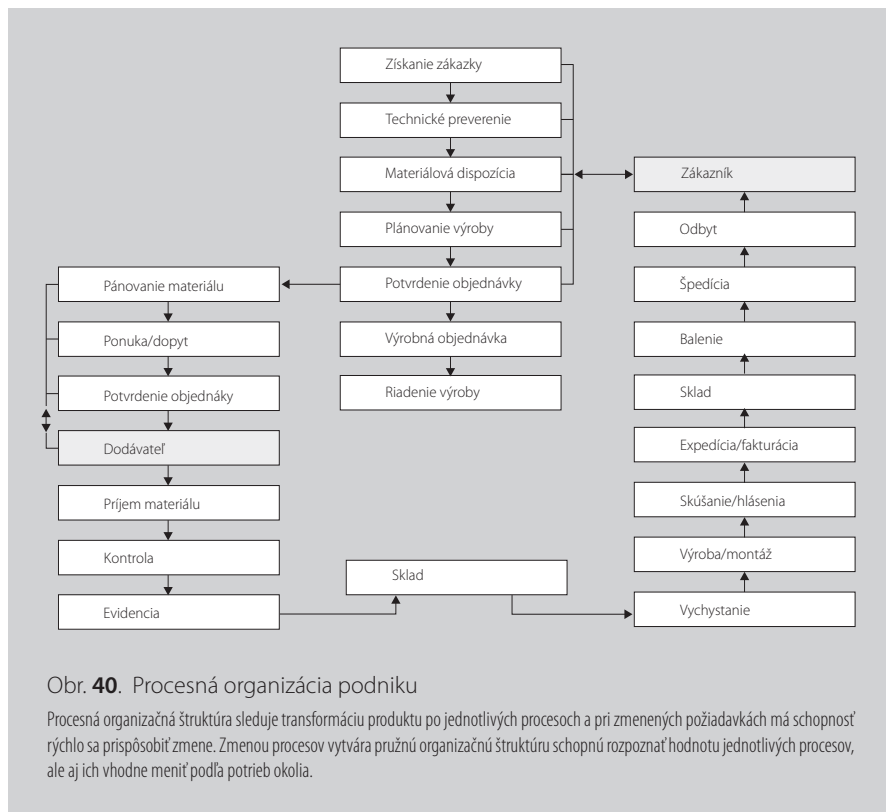 Získanie zákazky
Technické preverenie
Materiálová dispozícia
Plánovanie výroby
Potvrdenie objednávky
Výrobná objednávka
Riadenie výroby
Pánovanie materiálu
Ponuka/dopyt
Potvrdenie objednáky
Dodávateľ
Príjem materiálu
Kontrola
Evidencia
Sklad
Zákazník
Odbyt
Špedícia
Balenie
Sklad
Expedícia/fakturácia
Skúšanie/hlásenia
Výroba/montáž
Vychystanie
Obr. 40. Procesná organizácia podniku
Procesná organizačná štruktúra sleduje transformáciu produktu po jednotlivých procesoch a pri zmenených požiadavkách má schopnosť
rýchlo sa prispôsobiť zmene. Zmenou procesov vytvára pružnú organizačnú štruktúru schopnú rozpoznať hodnotu jednotlivých procesov,
ale aj ich vhodne meniť podľa potrieb okolia.